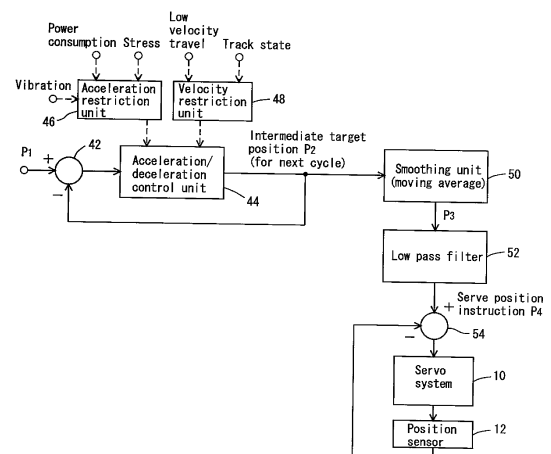 Power
consumption
Stress
Low
velocity
travel
Track state
Vibration
Acceleration
restriction
unit
46
Velocity
restriction
unit
48
P1
+
42
−
Acceleration/
deceleration
control unit
44
Intermediate target
position P2
(for next cycle)
Smoothing unit
(moving average)
50
P3
Low pass filter
52
+ Serve position
instruction P4
−
54
Servo
system
10
Position
sensor
12